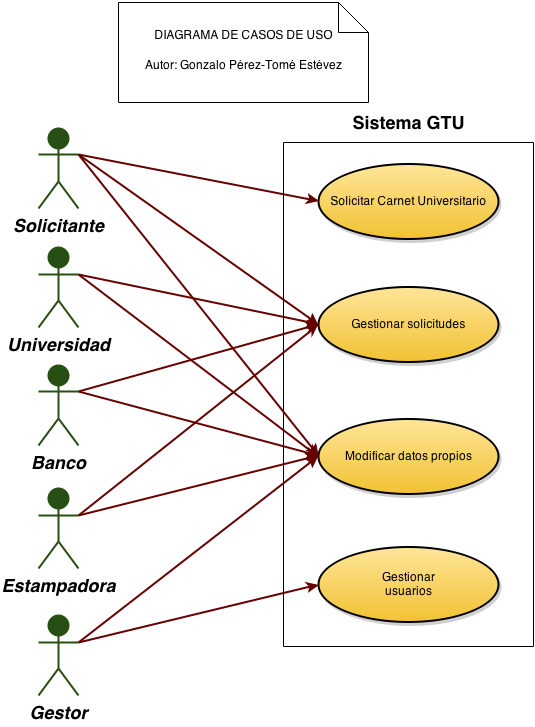 DIAGRAMA DE CASOS DE USO
Autor: Gonzalo Pérez-Tomé Estévez
Sistema GTU
Solicitante
Universidad
Banco
Estampadora
Gestor
Solicitar Carnet Universitario
Gestionar solicitudes
Modificar datos propios
Gestionar
usuarios